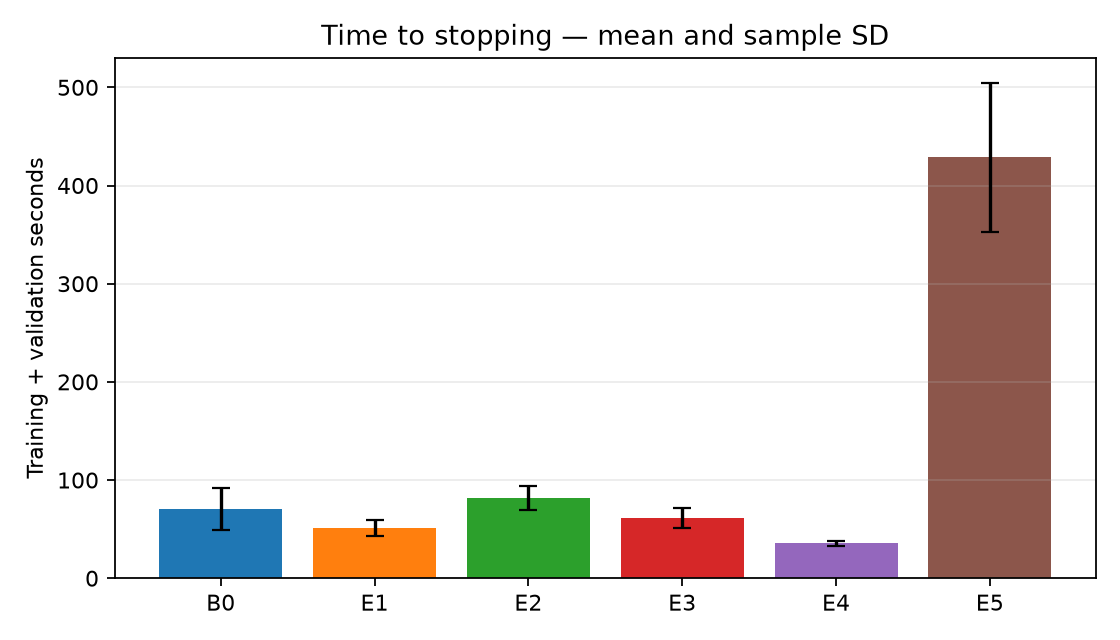 Time to stopping — mean and sample SD
Training + validation seconds
500
400
300
200
100
0
B0 E1 E2 E3 E4 E5